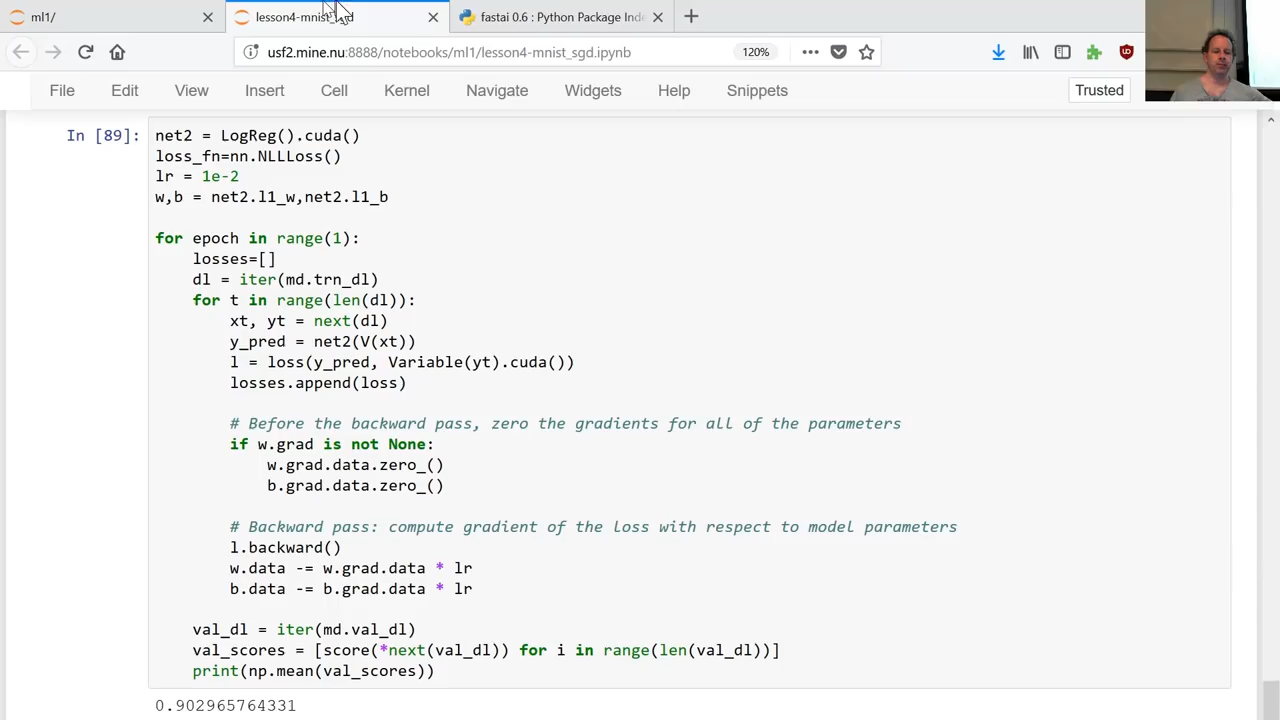 ml1/
lesson4-mnist_
fastai 0.6 : Python Package Inde
usf2.mine.nu:8888/notebooks/ml1/lesson4-mnist_sgd.ipynb
120%
File Edit View Insert Cell Kernel Navigate Widgets Help Snippets Trusted
In [89]:
net2 = LogReg().cuda()
loss_fn=nn.NLLLoss()
lr = 1e-2
w,b = net2.l1_w,net2.l1_b
for epoch in range(1):
losses=[]
dl = iter(md.trn_dl)
for t in range(len(dl)):
xt, yt = next(dl)
y_pred = net2(V(xt))
l = loss(y_pred, Variable(yt).cuda())
losses.append(loss)
# Before the backward pass, zero the gradients for all of the parameters
if w.grad is not None:
w.grad.data.zero_()
b.grad.data.zero_()
# Backward pass: compute gradient of the loss with respect to model parameters
l.backward()
w.data -= w.grad.data * lr
b.data -= b.grad.data * lr
val_dl = iter(md.val_dl)
val_scores = [score(*next(val_dl)) for i in range(len(val_dl))]
print(np.mean(val_scores))
0.902965764331